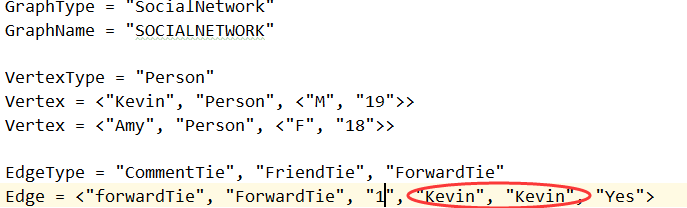 GraphType = "SocialNetwork"
GraphName = "SOCIALNETWORK"
VertexType = "Person"
Vertex = <"Kevin", "Person", <"M", "19">>
Vertex = <"Amy", "Person", <"F", "18">>
EdgeType = "CommentTie", "FriendTie", "ForwardTie"
Edge = <"forwardTie", "ForwardTie", "1", "Kevin", "Kevin", "Yes">